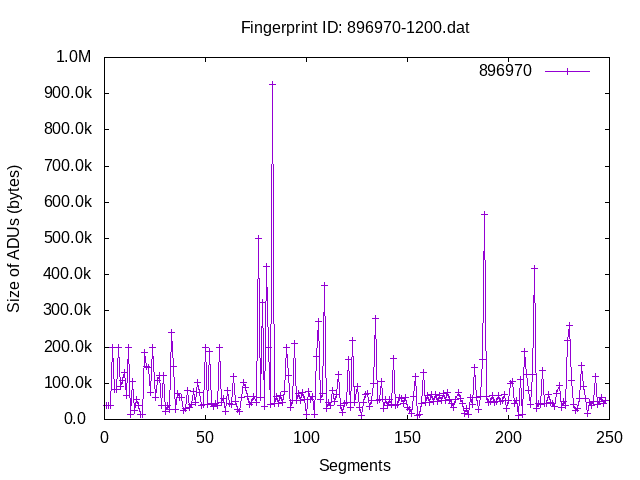 Fingerprint ID: 896970-1200.dat
1.0M
896970
900.0k
800.0k
700.0k
600.0k
500.0k
400.0k
300.0k
200.0k
100.0k
0.0
0 50 100 150 200 250
Size of ADUs (bytes)
Segments